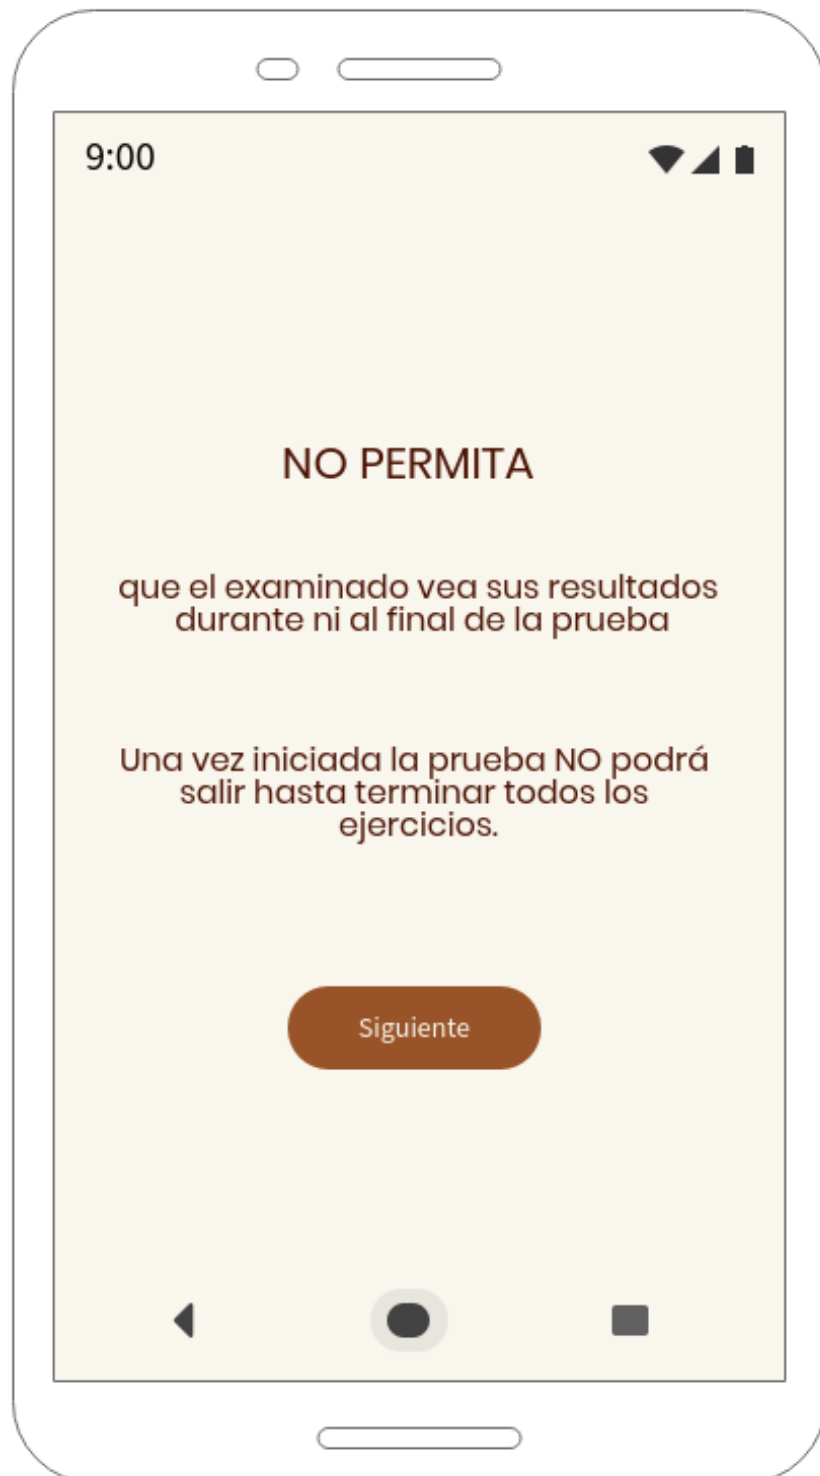 9:00
NO PERMITA
que el examinado vea sus resultados
durante ni al final de la prueba
Una vez iniciada la prueba NO podrá
salir hasta terminar todos los
ejercicios.
Siguiente